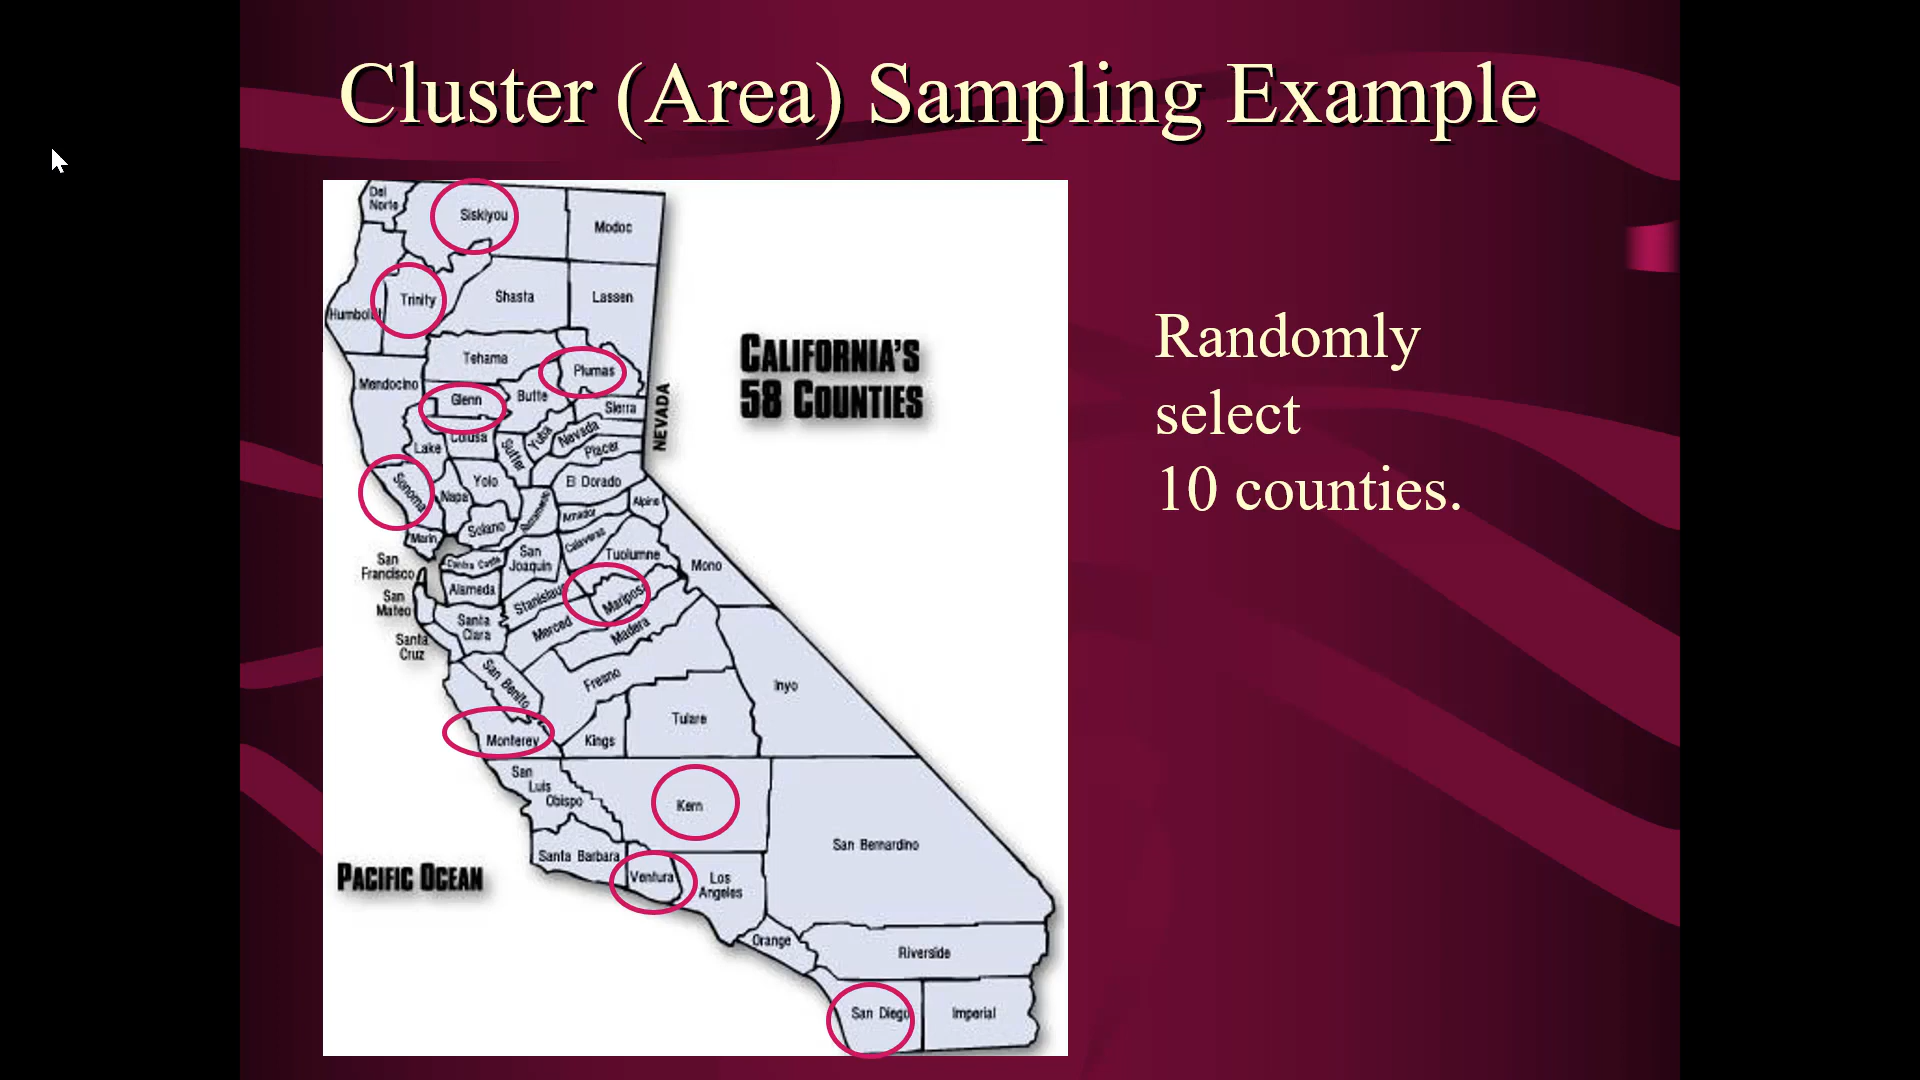 Cluster (Area) Sampling Example
Del
Norte
Siskiyou
Modoc
Trinity
Shasta
Lassen
Humbol
Tehama
Plumas
Mendocino
Glenn
Butte
Sierra
Colusa
Lake
Sutter
Yuba
Nevada
Placer
NEVADA
CALIFORNIA'S
58 COUNTIES
Sonoma
Napa
Yolo
El Dorado
Solano
Sacramento
Amador
Alpine
Marin
Calaveras
San
Francisco
Contra Costa
San
Joaquin
Tuolumne
Mono
San
Mateo
Alameda
Stanislaus
Mariposa
Santa
Clara
Merced
Madera
Santa
Cruz
San Benito
Fresno
Inyo
Monterey
Kings
Tulare
San
Luis
Obispo
Kern
Santa Barbara
Ventura
Los
Angeles
San Bernardino
PACIFIC OCEAN
Orange
Riverside
San Diego
Imperial
Randomly
select
10 counties.